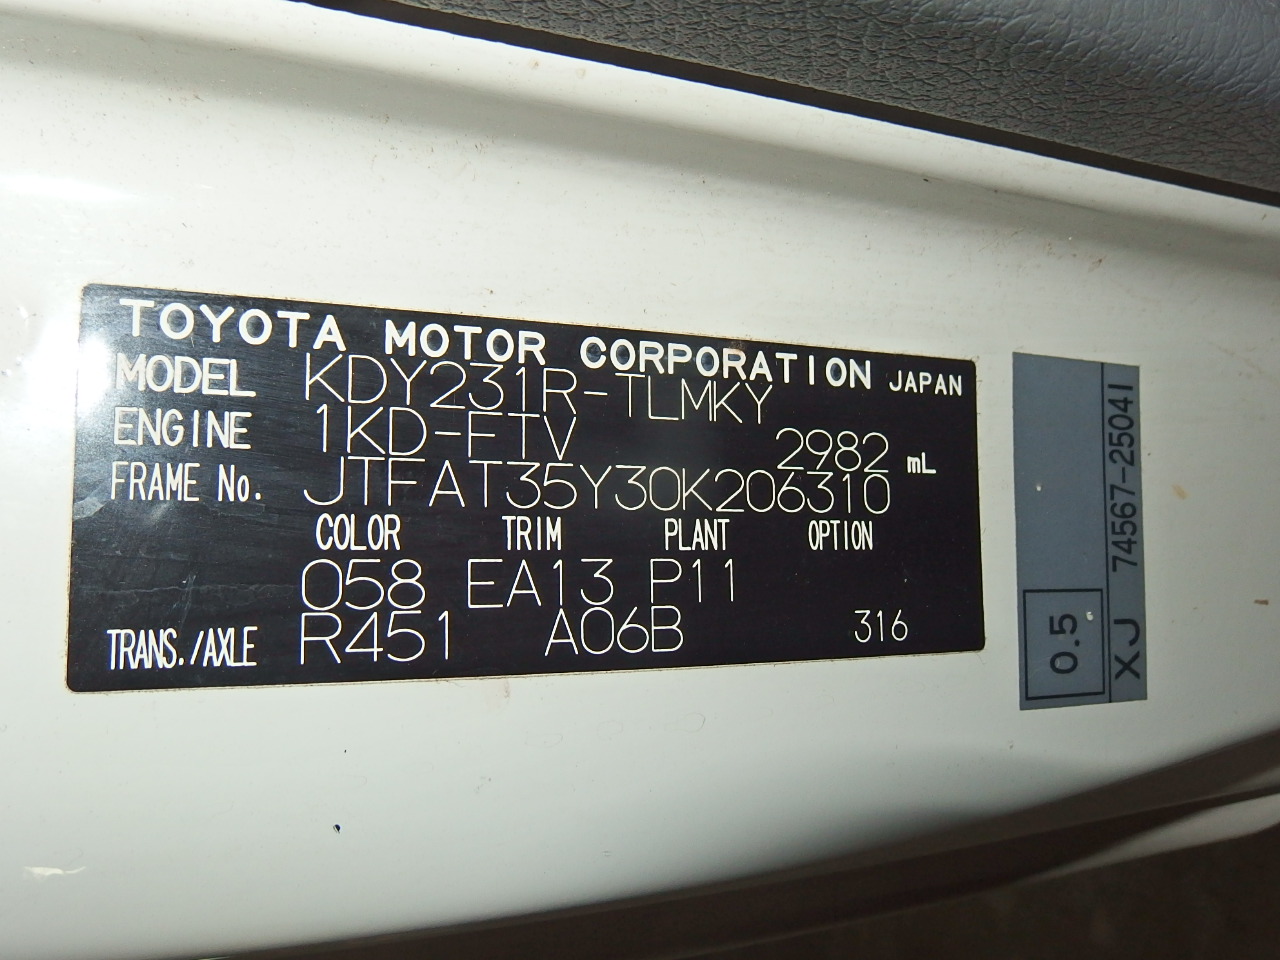 TOYOTA MOTOR CORPORATION JAPAN
MODEL KDY231R-TLMKY
ENGINE 1KD-FTV 2982 mL
FRAME No. JTFAT35Y30K206310
COLOR TRIM PLANT OPTION
058 EA13 P11
TRANS./AXLE R451 A06B 316
0.5
XJ 74567-25041